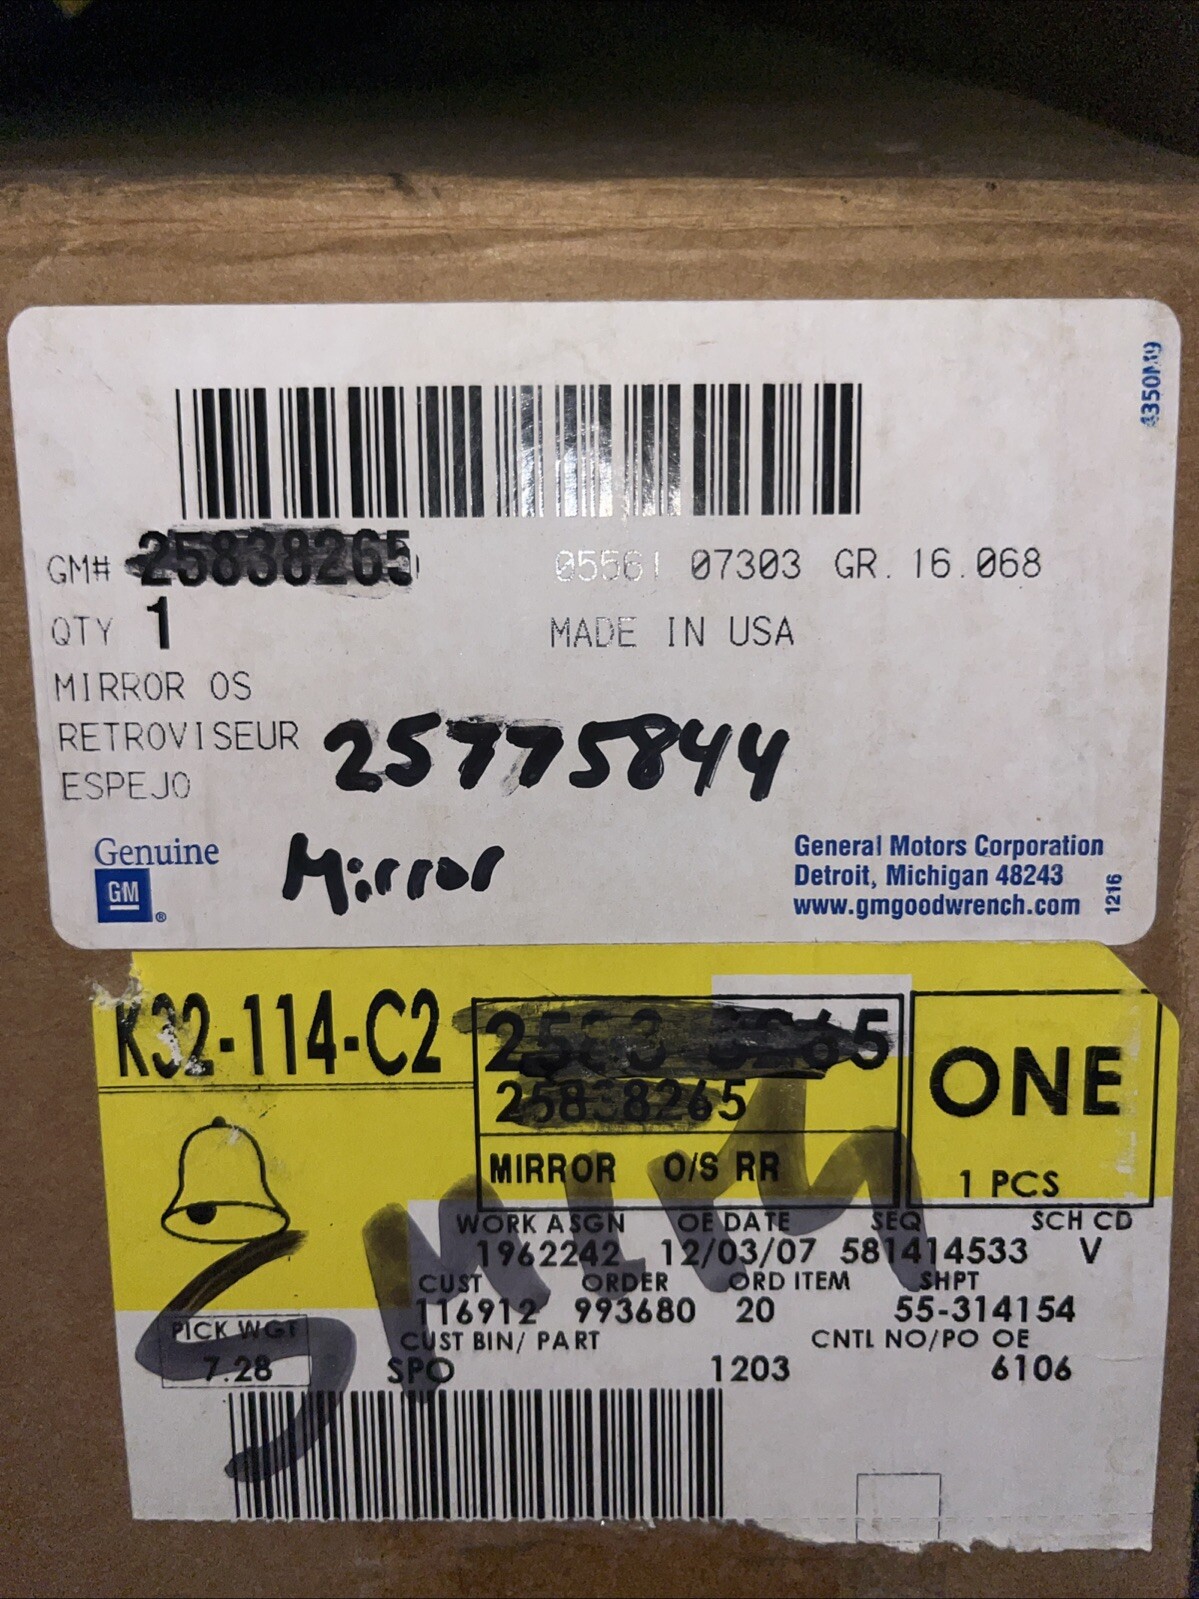 4350M9
GM# 25838265
05561 07303 GR. 16.068
QTY 1
MADE IN USA
MIRROR OS
RETROVISEUR
25775844
ESPEJO
Genuine
GM
®
Mirror
General Motors Corporation
Detroit, Michigan 48243
www.gmgoodwrench.com
1216
K32-114-C2
2583 8265
25838265
ONE
MIRROR O/S RR
1 PCS
WORK ASGN OE DATE SEQ SCH CD
1962242 12/03/07 581414533 V
CUST ORDER ORD ITEM SHPT
116912 993680 20 55-314154
PICK WGT
CUST BIN/ PART CNTL NO/PO OE
7.28 SPO 1203 6106